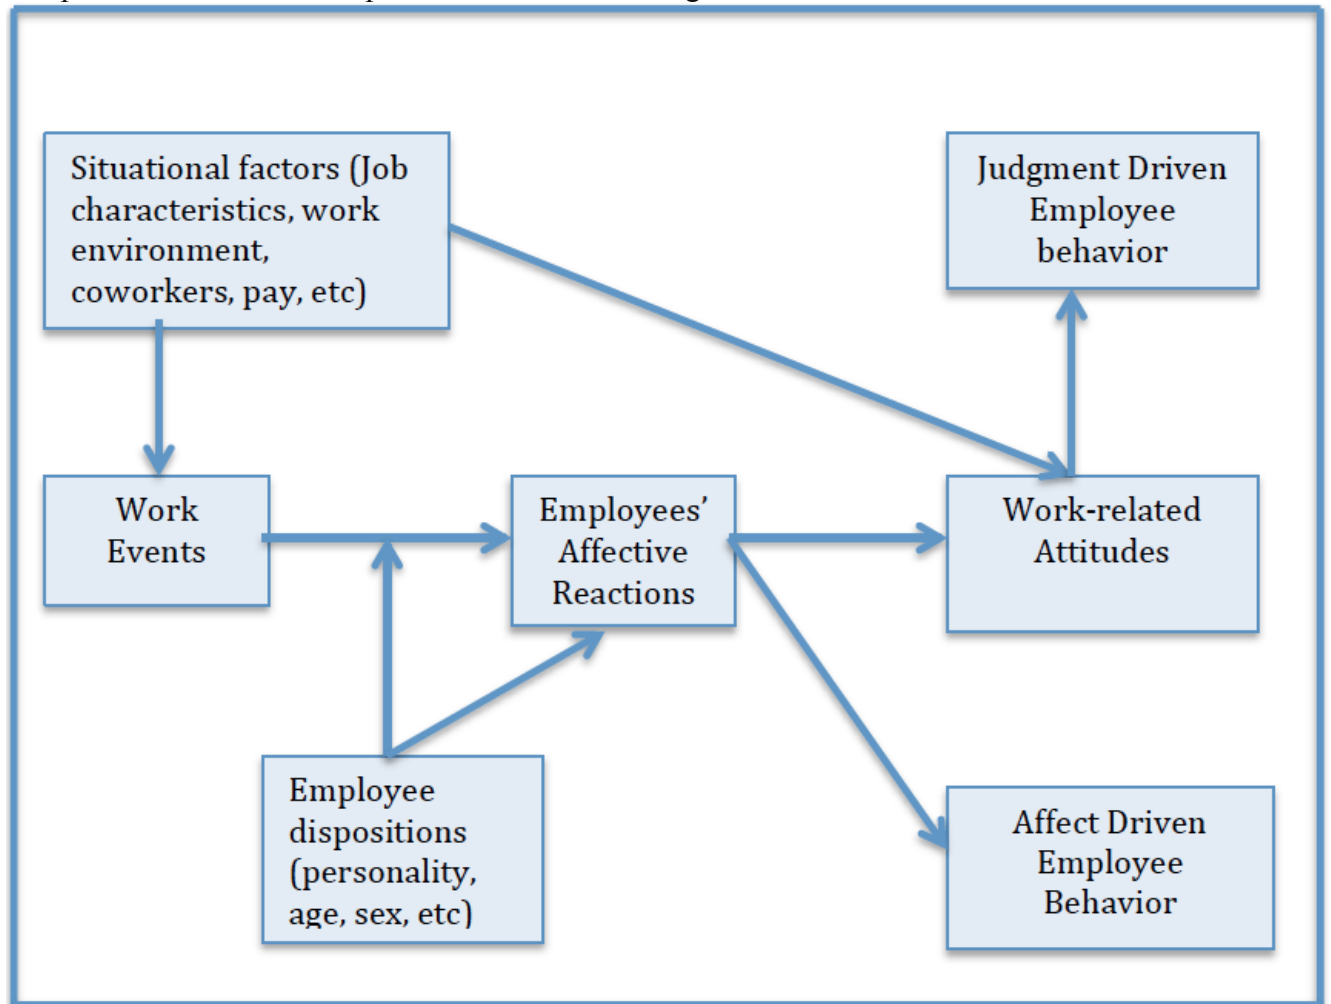 Situational factors (Job
characteristics, work
environment,
coworkers, pay, etc)
Judgment Driven
Employee
behavior
Work
Events
Employees’
Affective
Reactions
Work-related
Attitudes
Employee
dispositions
(personality,
age, sex, etc)
Affect Driven
Employee
Behavior